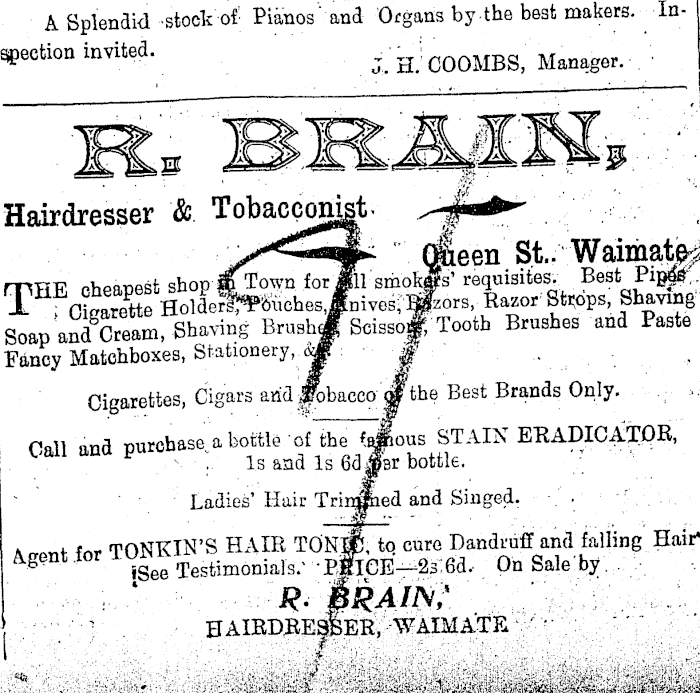 A Splendid stock of Pianos and Organs by the best makers. In-
spection invited.
J. H. COOMBS, Manager.
R. BRAIN,
Hairdresser & Tobacconist.
Queen St.. Waimate
THE cheapest shop in Town for all smokers' requisites. Best Pipes
Cigarette Holders, Pouches, Knives, Razors, Razor Strops, Shaving
Soap and Cream, Shaving Brushes, Scissors, Tooth Brushes and Paste
Fancy Matchboxes, Stationery, &c.
Cigarettes, Cigars and Tobacco of the Best Brands Only.
Call and purchase a bottle of the famous STAIN ERADICATOR,
1s and 1s 6d per bottle.
Ladies' Hair Trimmed and Singed.
Agent for TONKIN'S HAIR TONIC, to cure Dandruff and falling Hair
See Testimonials. PRICE—2s 6d. On Sale by
R. BRAIN,
HAIRDRESSER, WAIMATE